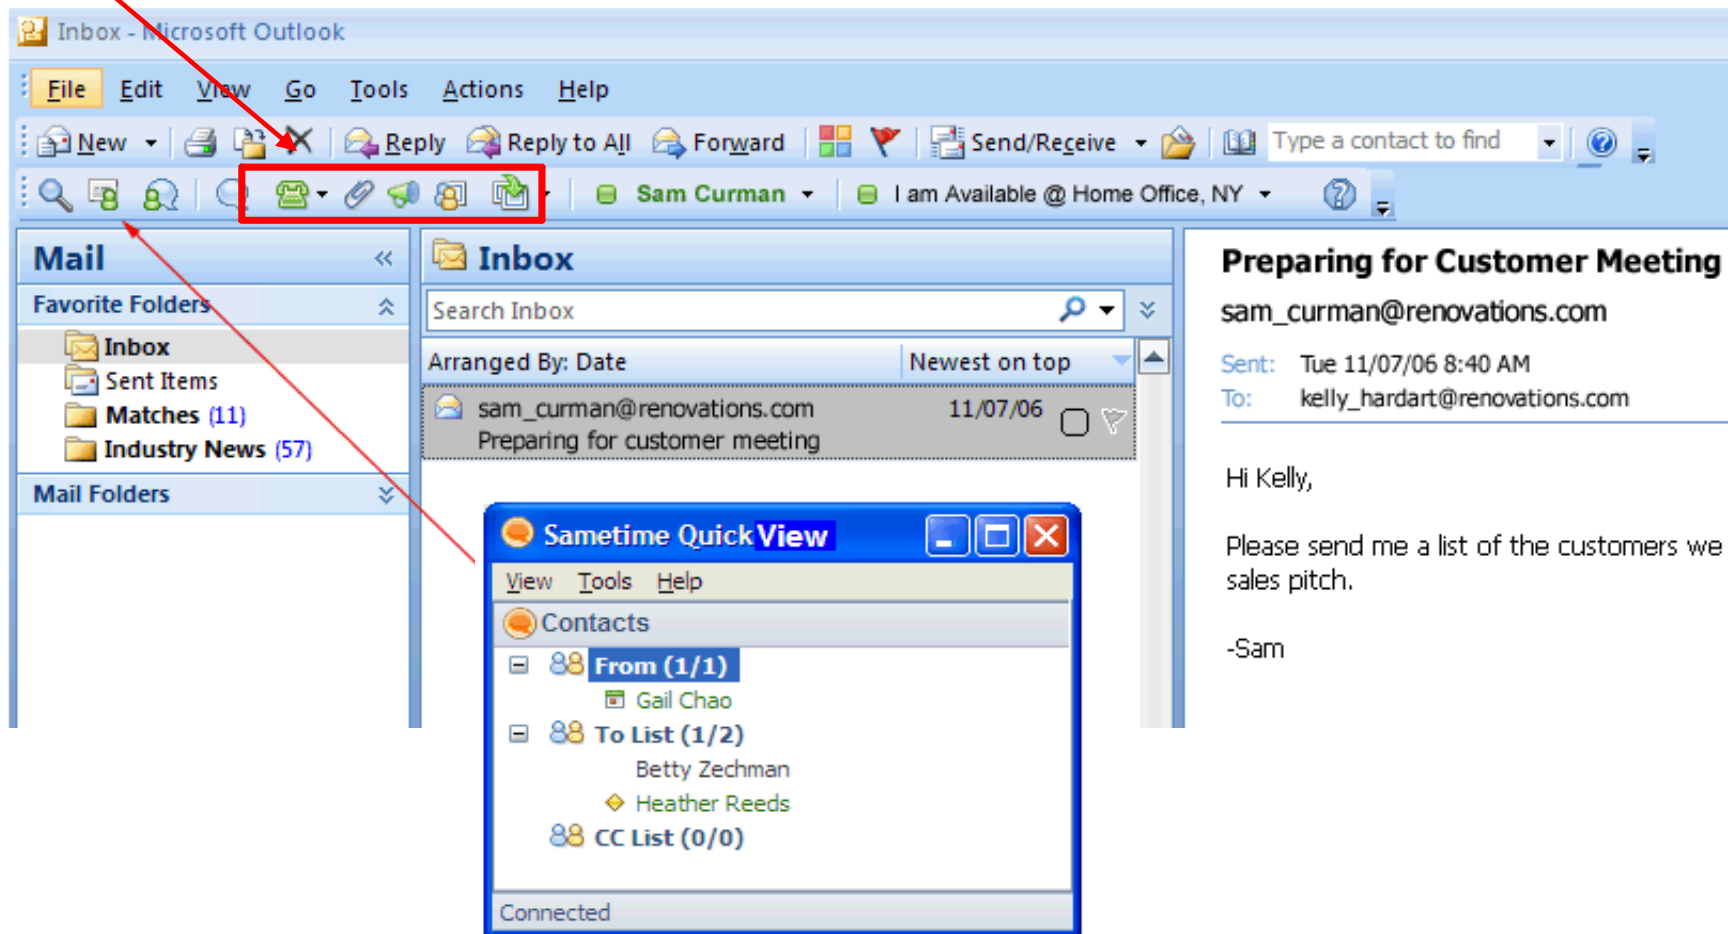 Inbox - Microsoft Outlook
File Edit View Go Tools Actions Help
New Reply Reply to All Forward Send/Receive Type a contact to find
Sam Curman I am Available @ Home Office, NY
Mail
Favorite Folders
Inbox
Sent Items
Matches (11)
Industry News (57)
Mail Folders
Inbox
Search Inbox
Arranged By: Date Newest on top
sam_curman@renovations.com 11/07/06
Preparing for customer meeting
Sametime QuickView
View Tools Help
Contacts
From (1/1)
Gail Chao
To List (1/2)
Betty Zechman
Heather Reeds
CC List (0/0)
Connected
Preparing for Customer Meeting
sam_curman@renovations.com
Sent: Tue 11/07/06 8:40 AM
To: kelly_hardart@renovations.com
Hi Kelly,
Please send me a list of the customers we
sales pitch.
-Sam